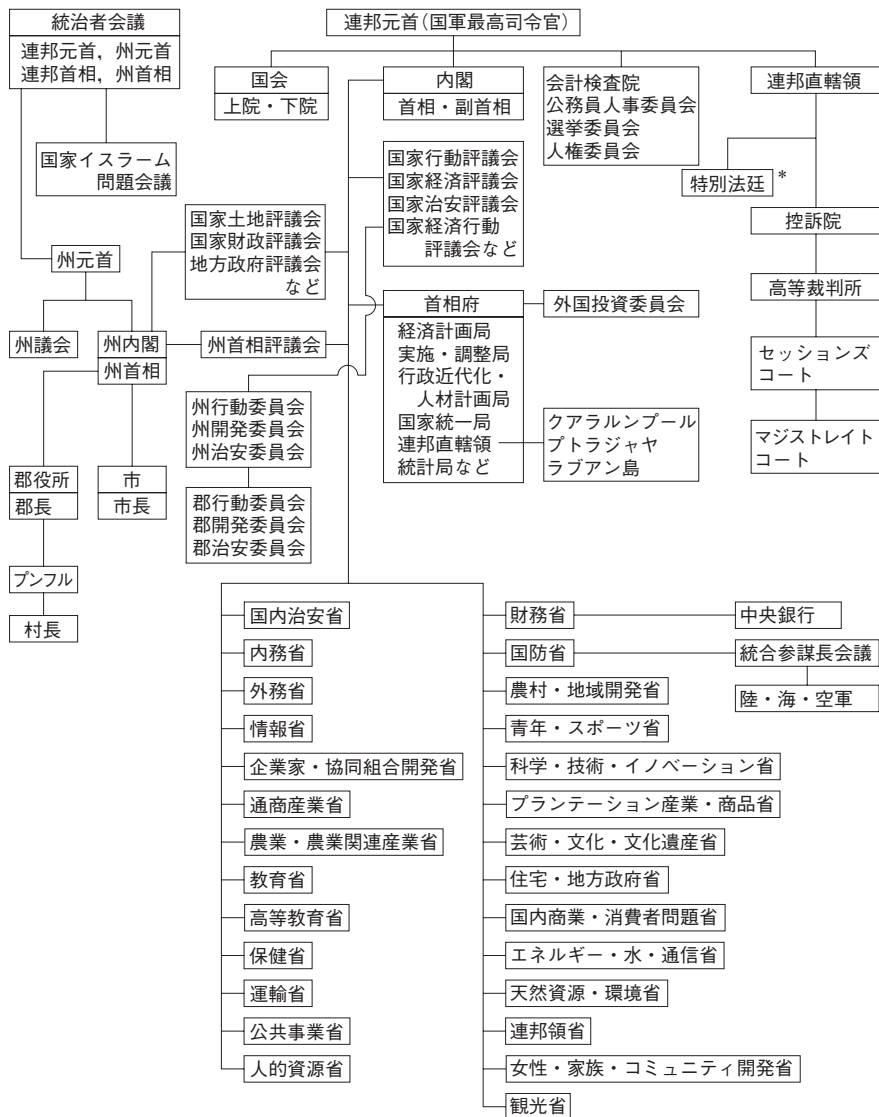 統治者会議
連邦元首,州元首
連邦首相,州首相
国家イスラーム
問題会議
連邦元首(国軍最高司令官)
国会
上院・下院
内閣
首相・副首相
会計検査院
公務員人事委員会
選挙委員会
人権委員会
連邦直轄領
特別法廷*
控訴院
高等裁判所
セッションズ
コート
マジストレイト
コート
国家行動評議会
国家経済評議会
国家治安評議会
国家経済行動
評議会など
国家土地評議会
国家財政評議会
地方政府評議会
など
州元首
州議会
州内閣
州首相
州首相評議会
首相府
経済計画局
実施・調整局
行政近代化・
人材計画局
国家統一局
連邦直轄領
統計局など
外国投資委員会
クアラルンプール
プトラジャヤ
ラブアン島
州行動委員会
州開発委員会
州治安委員会
郡行動委員会
郡開発委員会
郡治安委員会
郡役所
郡長
市
市長
プンフル
村長
国内治安省
内務省
外務省
情報省
企業家・協同組合開発省
通商産業省
農業・農業関連産業省
教育省
高等教育省
保健省
運輸省
公共事業省
人的資源省
財務省
中央銀行
国防省
統合参謀長会議
陸・海・空軍
農村・地域開発省
青年・スポーツ省
科学・技術・イノベーション省
プランテーション産業・商品省
芸術・文化・文化遺産省
住宅・地方政府省
国内商業・消費者問題省
エネルギー・水・通信省
天然資源・環境省
連邦領省
女性・家族・コミュニティ開発省
観光省